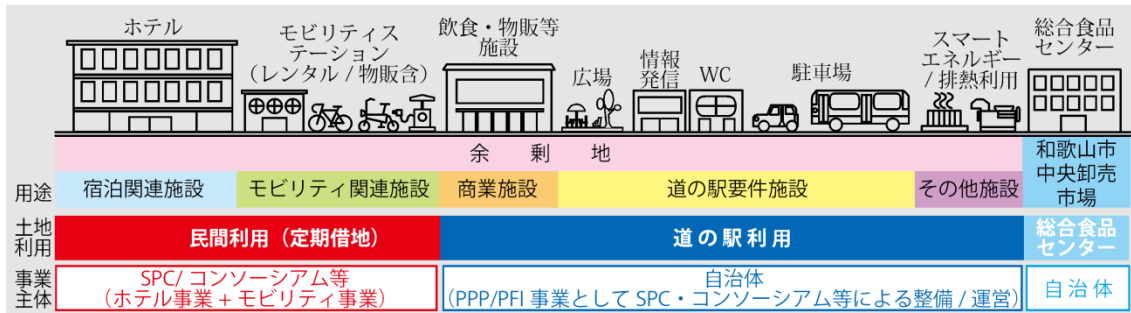 ホテル
モビリティス
テーション
（レンタル / 物販含）
飲食・物販等
施設
広場
情報
発信
WC
駐車場
スマート
エネルギー
/ 排熱利用
総合食品
センター
余剰地
和歌山市
中央卸売
市場
用途
宿泊関連施設
モビリティ関連施設
商業施設
道の駅要件施設
その他施設
土地
利用
民間利用（定期借地）
道の駅利用
総合食品
センター
事業
主体
SPC/ コンソーシアム等
（ホテル事業 + モビリティ事業）
自治体
（PPP/PFI 事業として SPC・コンソーシアム等による整備 / 運営）
自治体